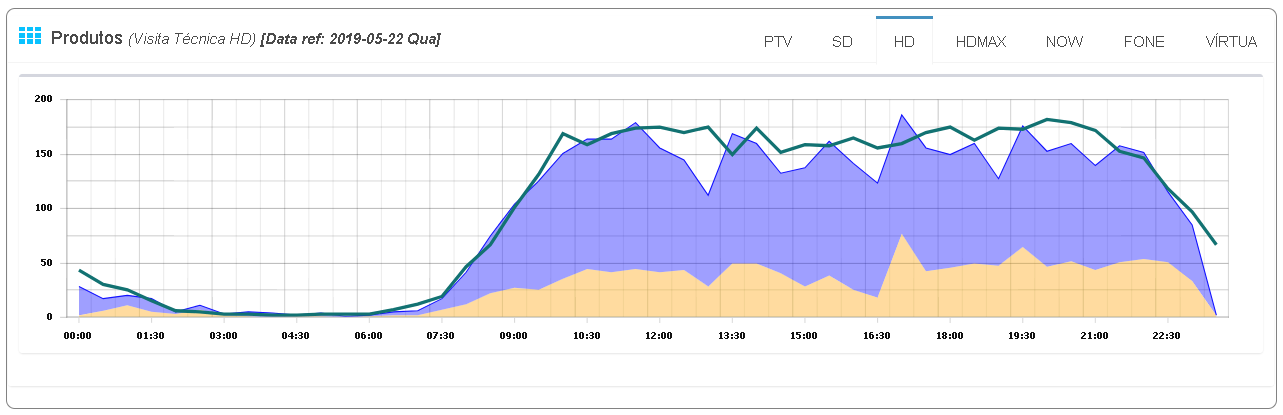 Produtos (Visita Técnica HD) [Data ref: 2019-05-22 Qua]
PTV SD HD HDMAX NOW FONE VÍRTUA
200
150
100
50
0
00:00 01:30 03:00 04:30 06:00 07:30 09:00 10:30 12:00 13:30 15:00 16:30 18:00 19:30 21:00 22:30